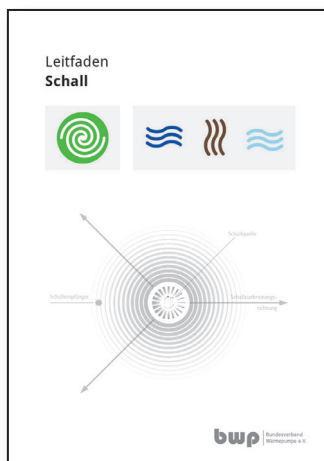 Leitfaden
Schall
Schallquelle
Schallempfänger
Schallausbreitungs-
richtung
bwp
Bundesverband
Wärmepumpe e.V.